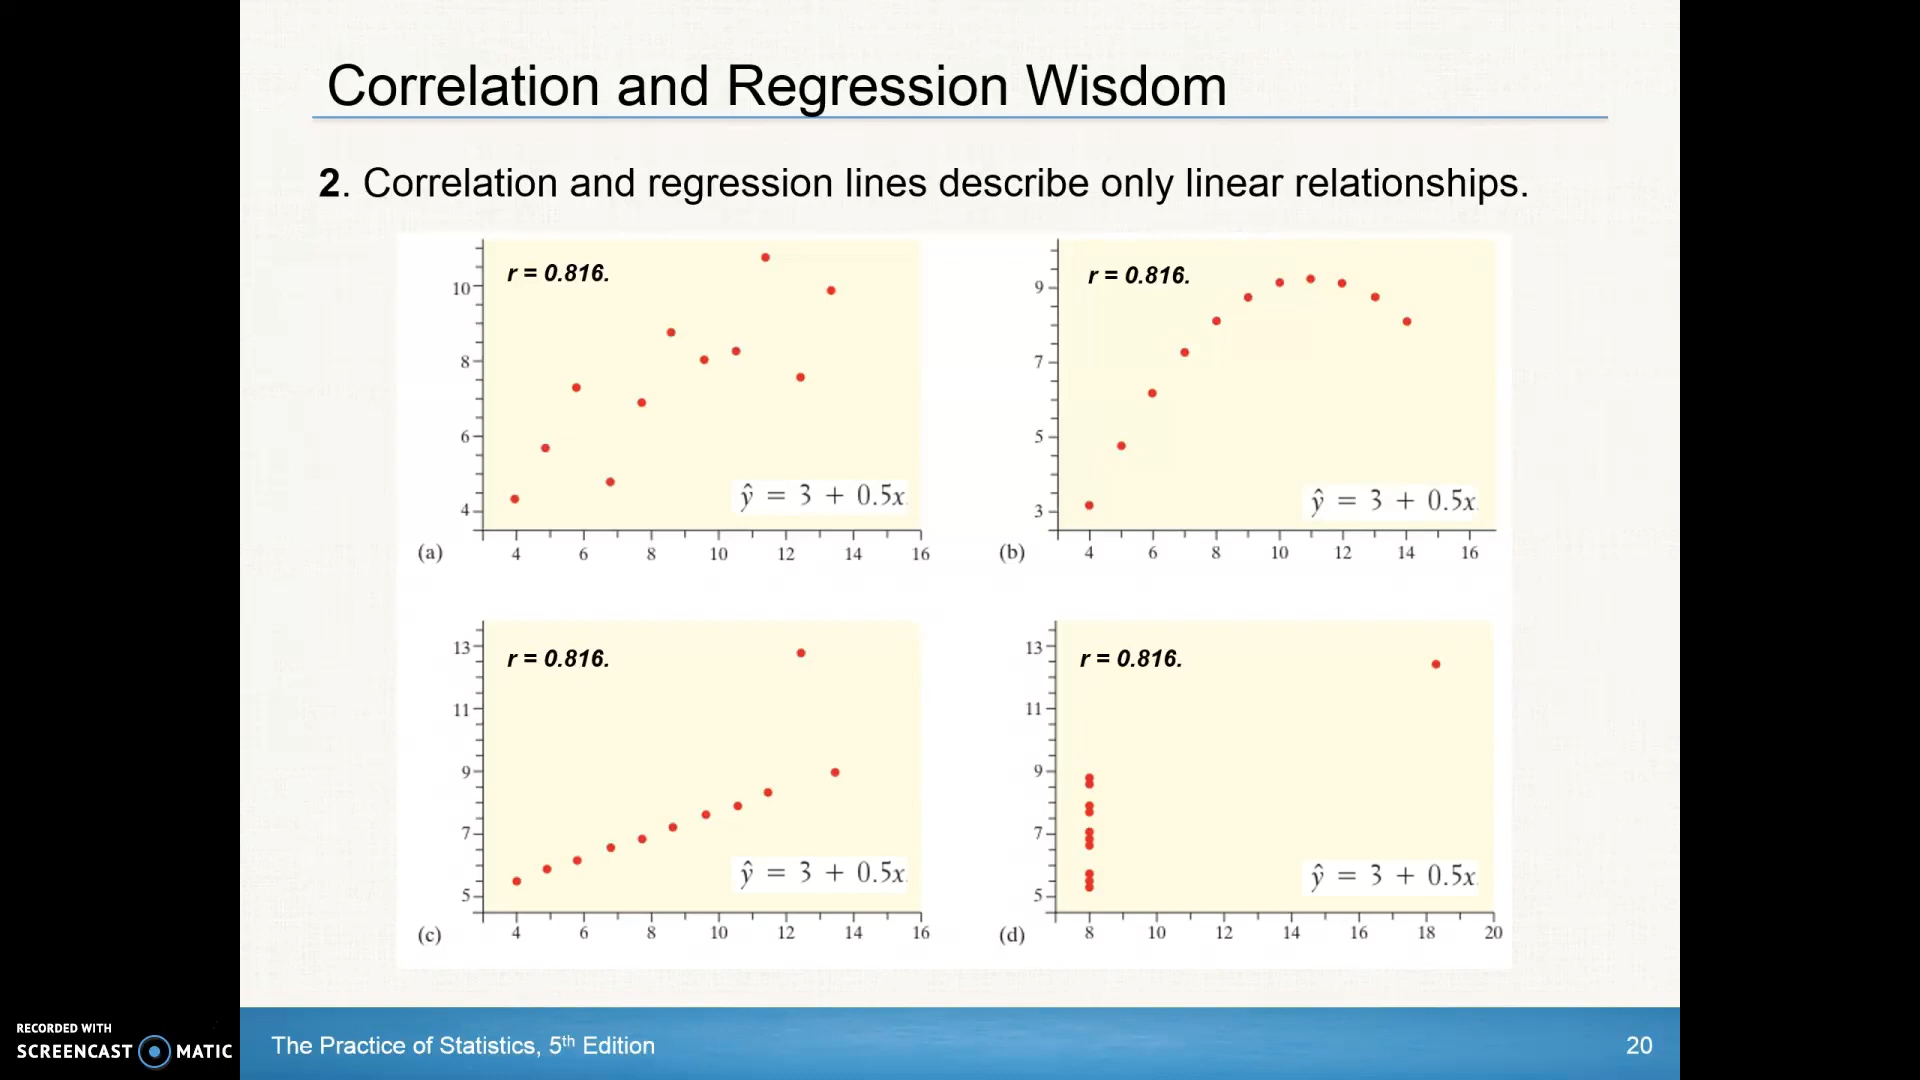 Correlation and Regression Wisdom
2. Correlation and regression lines describe only linear relationships.
r = 0.816.
10
8
6
4
ŷ = 3 + 0.5x
4 6 8 10 12 14 16
(a)
r = 0.816.
9
7
5
3
ŷ = 3 + 0.5x
4 6 8 10 12 14 16
(b)
r = 0.816.
13
11
9
7
5
ŷ = 3 + 0.5x
4 6 8 10 12 14 16
(c)
r = 0.816.
13
11
9
7
5
ŷ = 3 + 0.5x
8 10 12 14 16 18 20
(d)
RECORDED WITH
SCREENCAST MATIC
The Practice of Statistics, 5th Edition
20